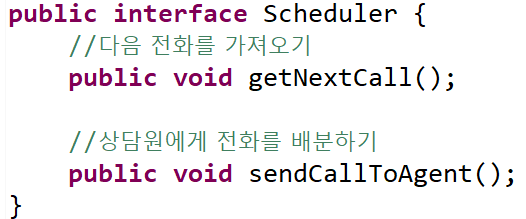 public interface Scheduler {
//다음 전화를 가져오기
public void getNextCall();
//상담원에게 전화를 배분하기
public void sendCallToAgent();
}